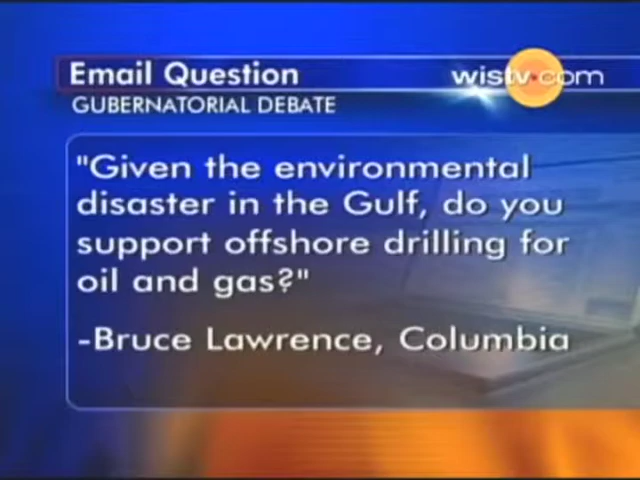 Email Question
wistv.com
GUBERNATORIAL DEBATE
"Given the environmental
disaster in the Gulf, do you
support offshore drilling for
oil and gas?"
-Bruce Lawrence, Columbia